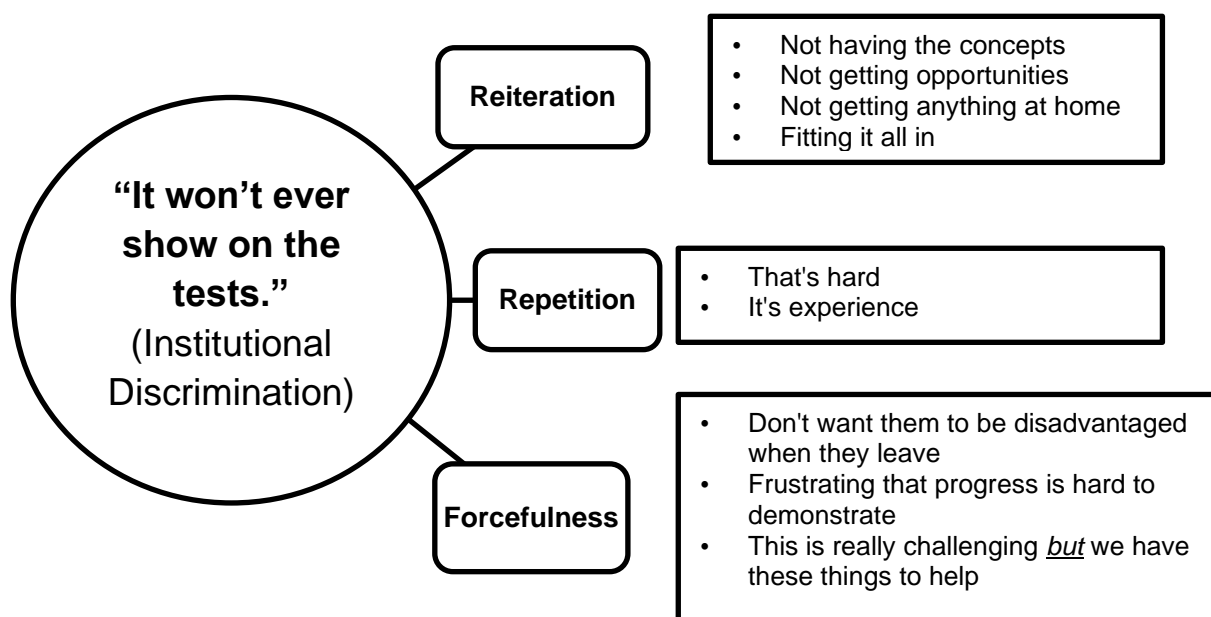 “It won’t ever
show on the
tests.”
(Institutional
Discrimination)
Reiteration
• Not having the concepts
• Not getting opportunities
• Not getting anything at home
• Fitting it all in
Repetition
• That's hard
• It's experience
Forcefulness
• Don't want them to be disadvantaged
when they leave
• Frustrating that progress is hard to
demonstrate
• This is really challenging but we have
these things to help